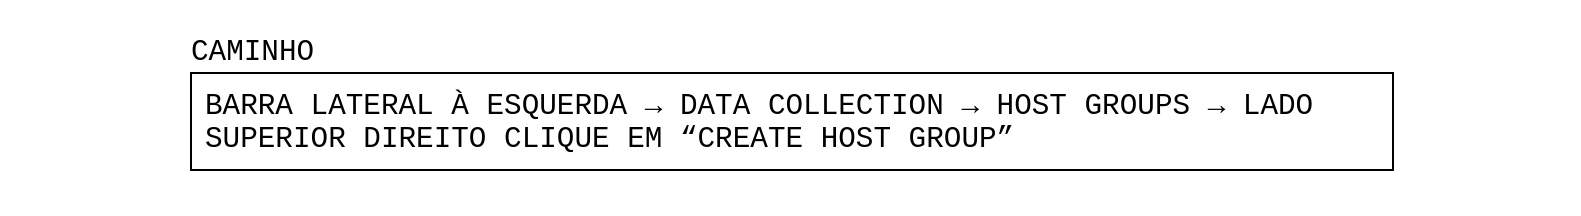 CAMINHO
BARRA LATERAL À ESQUERDA → DATA COLLECTION → HOST GROUPS → LADO
SUPERIOR DIREITO CLIQUE EM “CREATE HOST GROUP”